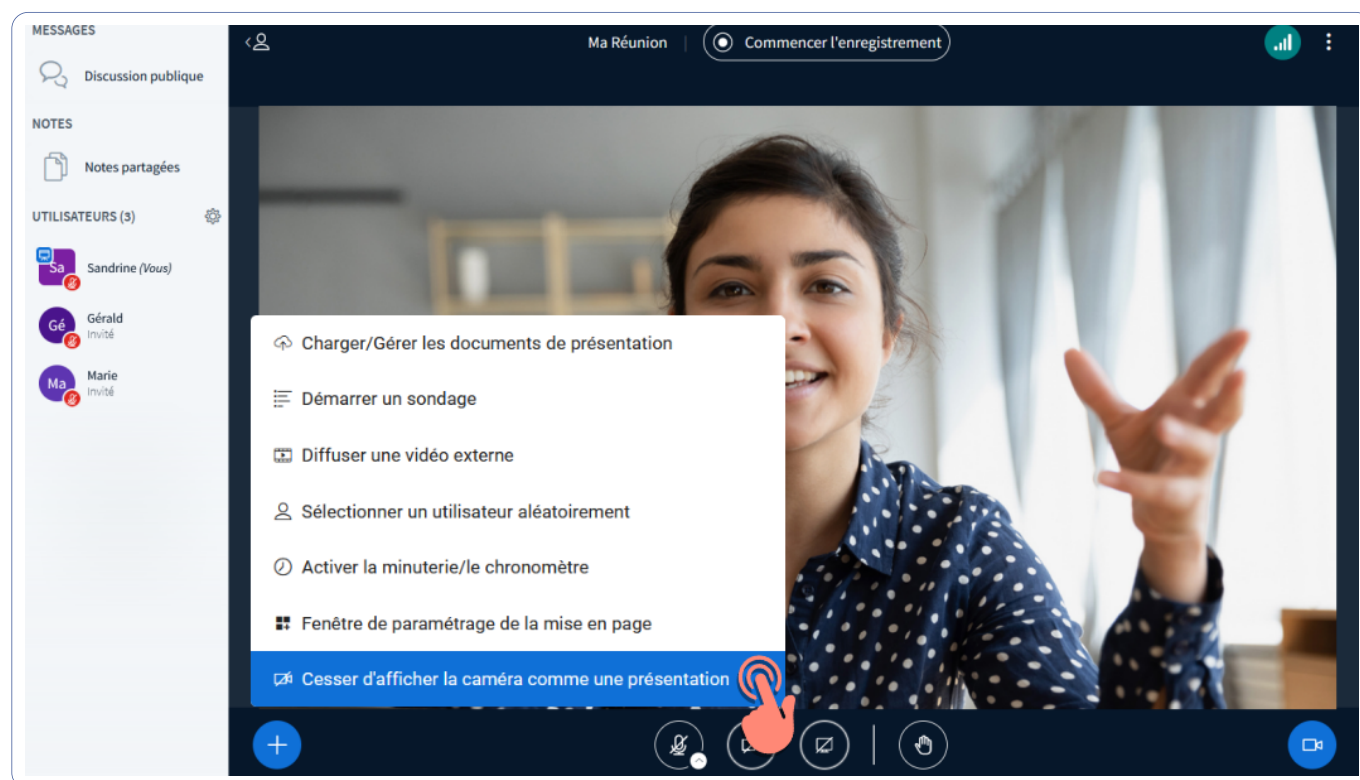 MESSAGES
Discussion publique
NOTES
Notes partagées
UTILISATEURS (3)
Sa
Sandrine (Vous)
Gé
Gérald
Invité
Ma
Marie
Invité
Ma Réunion
Commencer l'enregistrement
Charger/Gérer les documents de présentation
Démarrer un sondage
Diffuser une vidéo externe
Sélectionner un utilisateur aléatoirement
Activer la minuterie/le chronomètre
Fenêtre de paramétrage de la mise en page
Cesser d'afficher la caméra comme une présentation